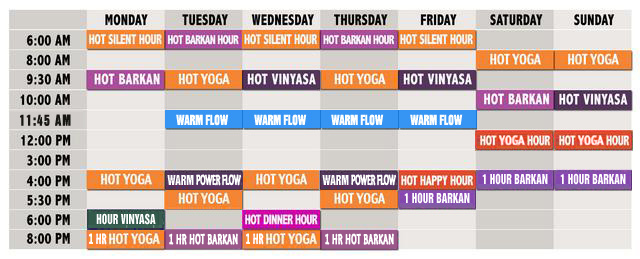 MONDAY TUESDAY WEDNESDAY THURSDAY FRIDAY SATURDAY SUNDAY
6:00 AM HOT SILENT HOUR HOT BARKAN HOUR HOT SILENT HOUR HOT BARKAN HOUR HOT SILENT HOUR
8:00 AM HOT YOGA HOT YOGA
9:30 AM HOT BARKAN HOT YOGA HOT VINYASA HOT YOGA HOT VINYASA
10:00 AM HOT BARKAN HOT VINYASA
11:45 AM WARM FLOW WARM FLOW WARM FLOW WARM FLOW
12:00 PM HOT YOGA HOUR HOT YOGA HOUR
3:00 PM
4:00 PM HOT YOGA WARM POWER FLOW HOT YOGA WARM POWER FLOW HOT HAPPY HOUR 1 HOUR BARKAN 1 HOUR BARKAN
5:30 PM HOT YOGA HOT YOGA 1 HOUR BARKAN
6:00 PM HOUR VINYASA HOT DINNER HOUR
8:00 PM 1 HR HOT YOGA 1 HR HOT BARKAN 1 HR HOT YOGA 1 HR HOT BARKAN